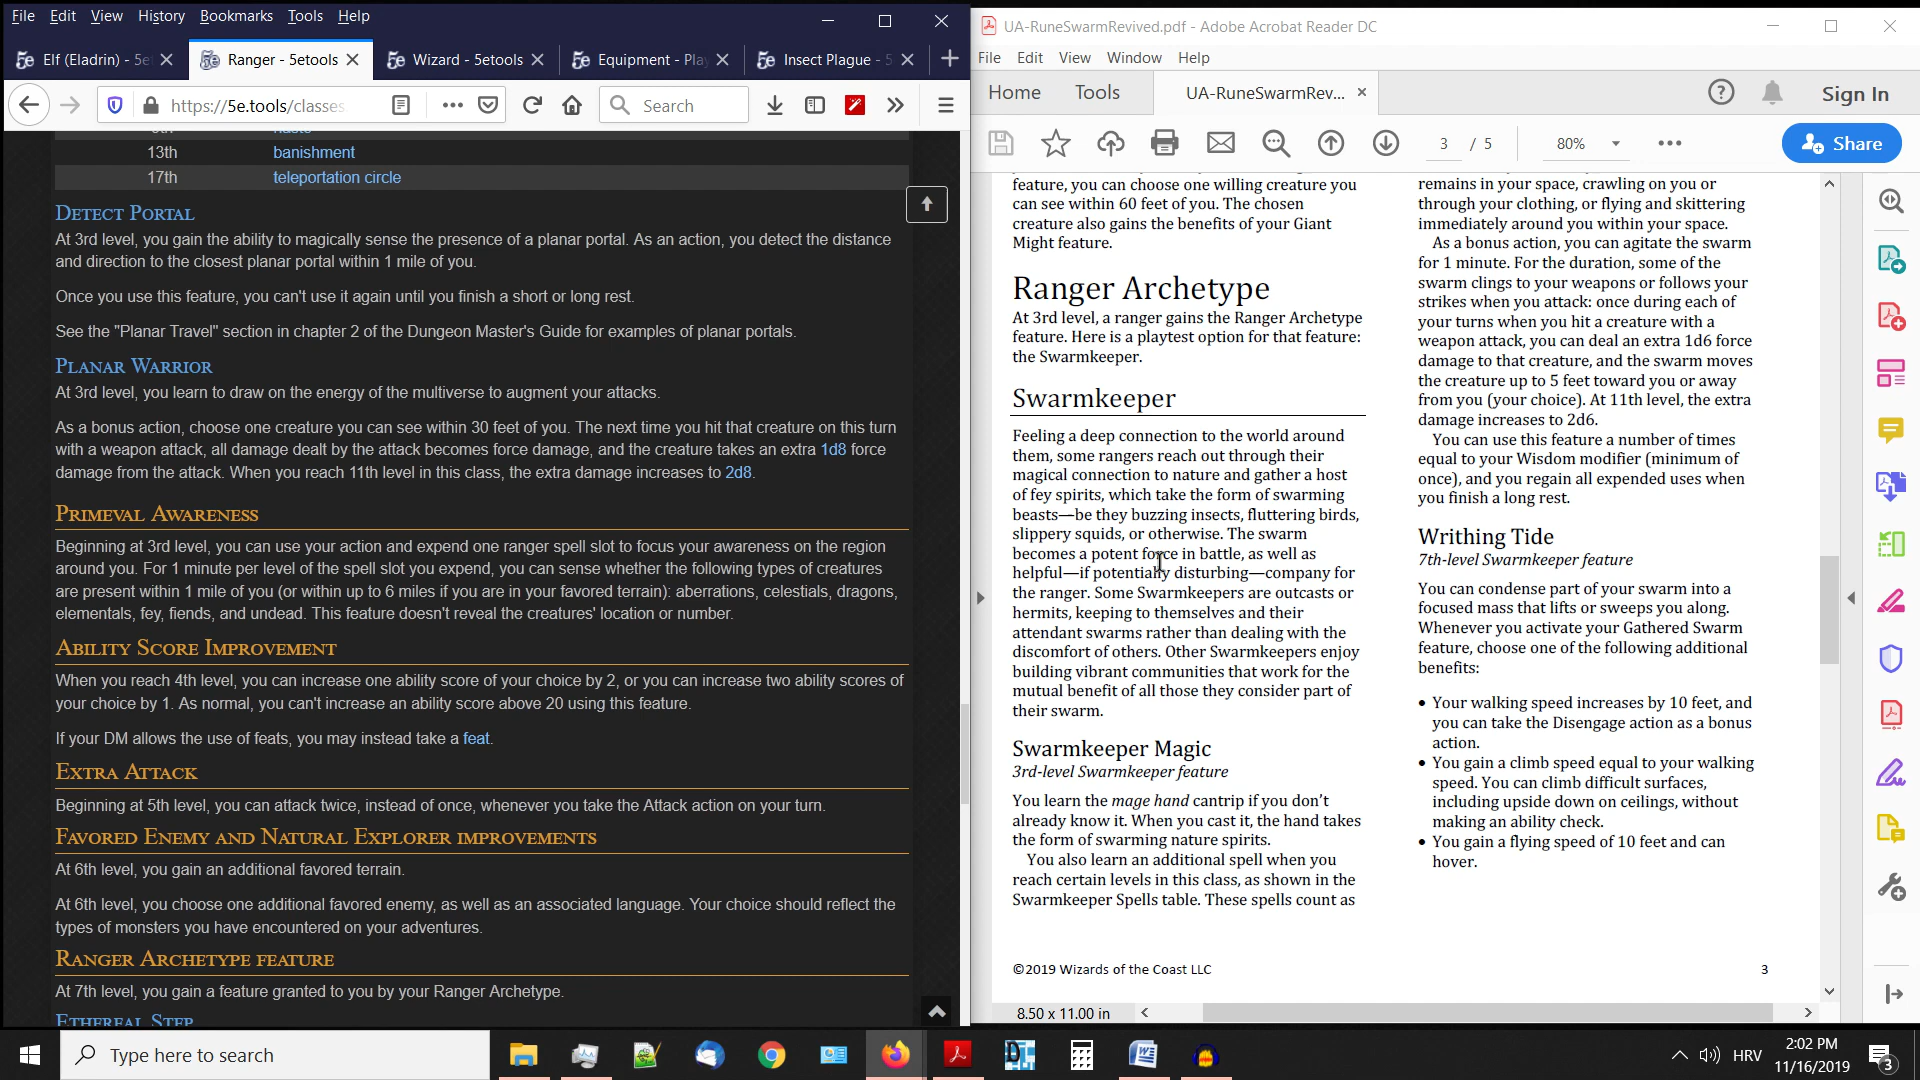 File Edit View History Bookmarks Tools Help
Elf (Eladrin) - 5e
Ranger - 5etools
Wizard - 5etools
Equipment - Pla
Insect Plague - 5
https://5e.tools/classes
Search
13th banishment
17th teleportation circle
DETECT PORTAL
At 3rd level, you gain the ability to magically sense the presence of a planar portal. As an action, you detect the distance
and direction to the closest planar portal within 1 mile of you.
Once you use this feature, you can't use it again until you finish a short or long rest.
See the "Planar Travel" section in chapter 2 of the Dungeon Master's Guide for examples of planar portals.
PLANAR WARRIOR
At 3rd level, you learn to draw on the energy of the multiverse to augment your attacks.
As a bonus action, choose one creature you can see within 30 feet of you. The next time you hit that creature on this turn
with a weapon attack, all damage dealt by the attack becomes force damage, and the creature takes an extra 1d8 force
damage from the attack. When you reach 11th level in this class, the extra damage increases to 2d8.
PRIMEVAL AWARENESS
Beginning at 3rd level, you can use your action and expend one ranger spell slot to focus your awareness on the region
around you. For 1 minute per level of the spell slot you expend, you can sense whether the following types of creatures
are present within 1 mile of you (or within up to 6 miles if you are in your favored terrain): aberrations, celestials, dragons,
elementals, fey, fiends, and undead. This feature doesn't reveal the creatures' location or number.
ABILITY SCORE IMPROVEMENT
When you reach 4th level, you can increase one ability score of your choice by 2, or you can increase two ability scores of
your choice by 1. As normal, you can't increase an ability score above 20 using this feature.
If your DM allows the use of feats, you may instead take a feat.
EXTRA ATTACK
Beginning at 5th level, you can attack twice, instead of once, whenever you take the Attack action on your turn.
FAVORED ENEMY AND NATURAL EXPLORER IMPROVEMENTS
At 6th level, you gain an additional favored terrain.
At 6th level, you choose one additional favored enemy, as well as an associated language. Your choice should reflect the
types of monsters you have encountered on your adventures.
RANGER ARCHETYPE FEATURE
At 7th level, you gain a feature granted to you by your Ranger Archetype.
ETHEREAL STEP
UA-RuneSwarmRevived.pdf - Adobe Acrobat Reader DC
File Edit View Window Help
Home Tools UA-RuneSwarmRev... Sign In
3 / 5 80% Share
feature, you can choose one willing creature you
can see within 60 feet of you. The chosen
creature also gains the benefits of your Giant
Might feature.
Ranger Archetype
At 3rd level, a ranger gains the Ranger Archetype
feature. Here is a playtest option for that feature:
the Swarmkeeper.
Swarmkeeper
Feeling a deep connection to the world around
them, some rangers reach out through their
magical connection to nature and gather a host
of fey spirits, which take the form of swarming
beasts—be they buzzing insects, fluttering birds,
slippery squids, or otherwise. The swarm
becomes a potent force in battle, as well as
helpful—if potentially disturbing—company for
the ranger. Some Swarmkeepers are outcasts or
hermits, keeping to themselves and their
attendant swarms rather than dealing with the
discomfort of others. Other Swarmkeepers enjoy
building vibrant communities that work for the
mutual benefit of all those they consider part of
their swarm.
Swarmkeeper Magic
3rd-level Swarmkeeper feature
You learn the mage hand cantrip if you don't
already know it. When you cast it, the hand takes
the form of swarming nature spirits.
You also learn an additional spell when you
reach certain levels in this class, as shown in the
Swarmkeeper Spells table. These spells count as
remains in your space, crawling on you or
through your clothing, or flying and skittering
immediately around you within your space.
As a bonus action, you can agitate the swarm
for 1 minute. For the duration, some of the
swarm clings to your weapons or follows your
strikes when you attack: once during each of
your turns when you hit a creature with a
weapon attack, you can deal an extra 1d6 force
damage to that creature, and the swarm moves
the creature up to 5 feet toward you or away
from you (your choice). At 11th level, the extra
damage increases to 2d6.
You can use this feature a number of times
equal to your Wisdom modifier (minimum of
once), and you regain all expended uses when
you finish a long rest.
Writhing Tide
7th-level Swarmkeeper feature
You can condense part of your swarm into a
focused mass that lifts or sweeps you along.
Whenever you activate your Gathered Swarm
feature, choose one of the following additional
benefits:
• Your walking speed increases by 10 feet, and
you can take the Disengage action as a bonus
action.
• You gain a climb speed equal to your walking
speed. You can climb difficult surfaces,
including upside down on ceilings, without
making an ability check.
• You gain a flying speed of 10 feet and can
hover.
©2019 Wizards of the Coast LLC 3
8.50 x 11.00 in
Type here to search
HRV
2:02 PM
11/16/2019
3